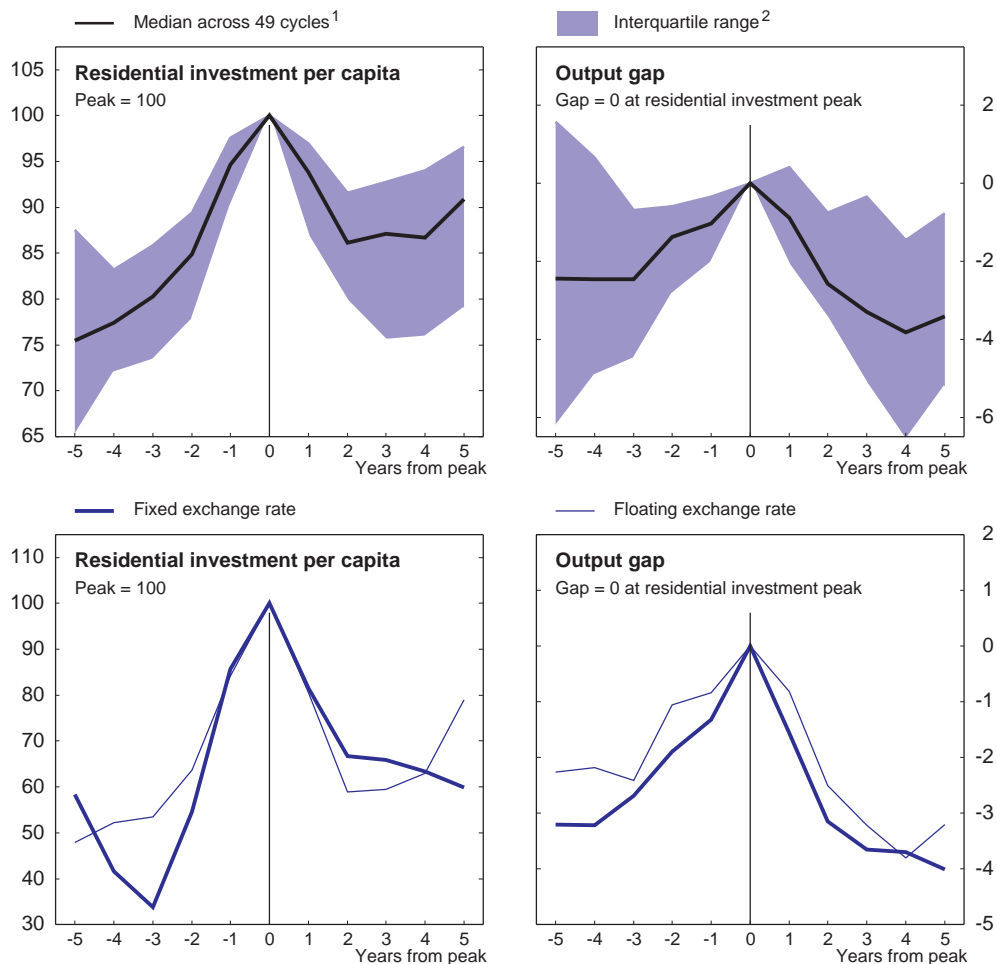 Median across 49 cycles1
Interquartile range2
Residential investment per capita
Peak = 100
105
100
95
90
85
80
75
70
65
-5 -4 -3 -2 -1 0 1 2 3 4 5
Years from peak
Output gap
Gap = 0 at residential investment peak
2
0
-2
-4
-6
-5 -4 -3 -2 -1 0 1 2 3 4 5
Years from peak
Fixed exchange rate
Floating exchange rate
Residential investment per capita
Peak = 100
110
100
90
80
70
60
50
40
30
-5 -4 -3 -2 -1 0 1 2 3 4 5
Years from peak
Output gap
Gap = 0 at residential investment peak
2
1
0
-1
-2
-3
-4
-5
-5 -4 -3 -2 -1 0 1 2 3 4 5
Years from peak